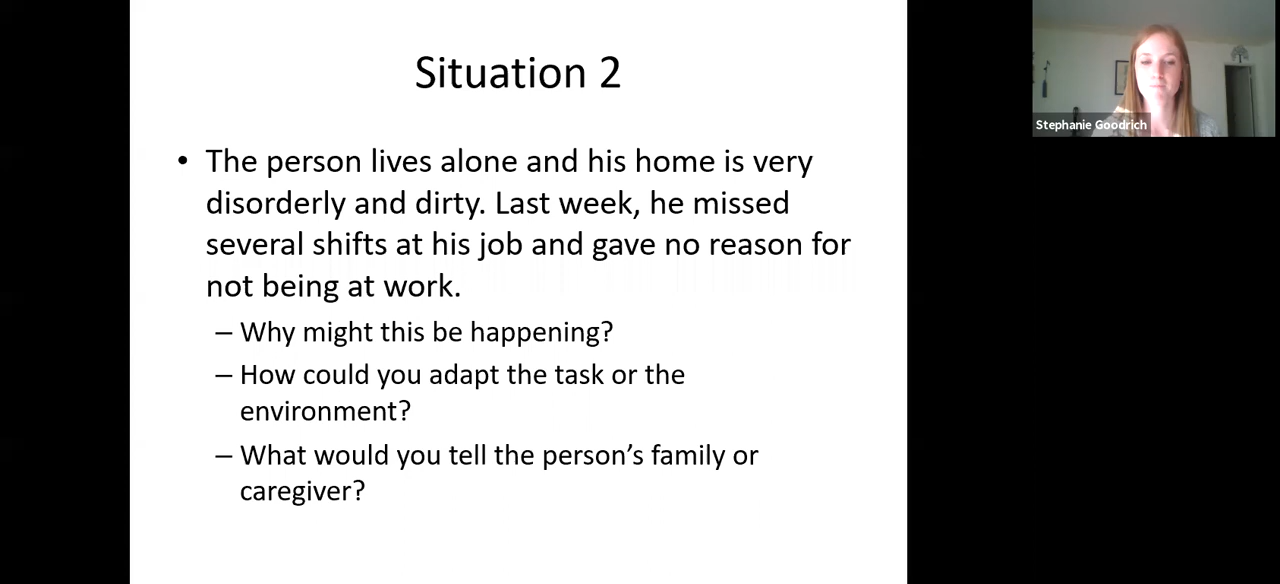 Situation 2
• The person lives alone and his home is very
disorderly and dirty. Last week, he missed
several shifts at his job and gave no reason for
not being at work.
– Why might this be happening?
– How could you adapt the task or the
environment?
– What would you tell the person’s family or
caregiver?
Stephanie Goodrich